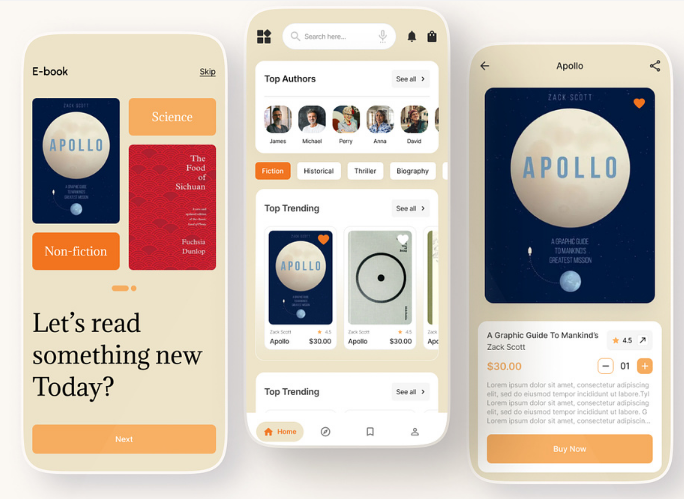 E-book
Skip
ZACK SCOTT
APOLLO
A GRAPHIC GUIDE
TO MANKIND'S
GREATEST MISSION
Science
The
Food
of
Sichuan
Fuchsia
Dunlop
Non-fiction
Let's read
something new
Today?
Next
Search here...
Top Authors
See all
James
Michael
Perry
Anna
David
Fiction
Historical
Thriller
Biography
Top Trending
See all
APOLLO
Zack Scott
4.5
Apollo
$30.00
Zack Scott
4.5
Apollo
$30.00
Apo
Top Trending
See all
Home
Apollo
ZACK SCOTT
APOLLO
A GRAPHIC GUIDE
TO MANKIND'S
GREATEST MISSION
A Graphic Guide To Mankind's
4.5
Zack Scott
$30.00
01
Lorem ipsum dolor sit amet, consectetur adipiscing
elit, sed do eiusmod tempor incididunt ut labore.Tyl
Lorem ipsum dolor sit amet, consectetur adipiscing
elit, sed do eiusmod tempor incididunt ut labore. G
Lorem ipsum dolor sit amet, consectetur adipiscin...
Buy Now